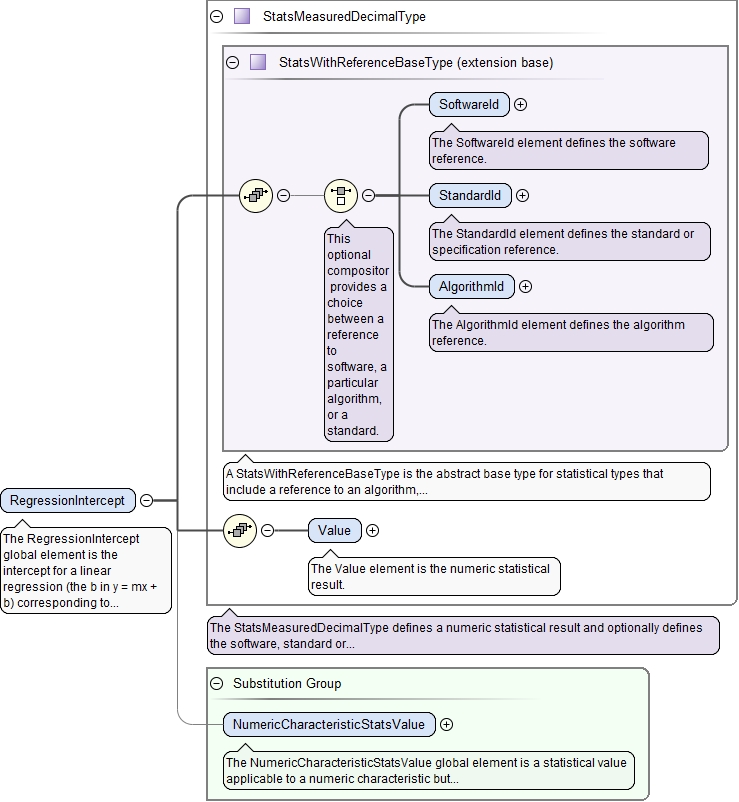 StatsMeasuredDecimalType
StatsWithReferenceBaseType (extension base)
SoftwareId
The SoftwareId element defines the software
reference.
StandardId
The StandardId element defines the standard or
specification reference.
AlgorithmId
The AlgorithmId element defines the algorithm
reference.
This
optional
compositor
provides a
choice
between a
reference
to
software, a
particular
algorithm,
or a
standard.
A StatsWithReferenceBaseType is the abstract base type for statistical types that
include a reference to an algorithm,...
RegressionIntercept
The RegressionIntercept
global element is the
intercept for a linear
regression (the b in y = mx +
b) corresponding to...
Value
The Value element is the numeric statistical
result.
The StatsMeasuredDecimalType defines a numeric statistical result and optionally defines
the software, standard or...
Substitution Group
NumericCharacteristicStatsValue
The NumericCharacteristicStatsValue global element is a statistical value
applicable to a numeric characteristic but...